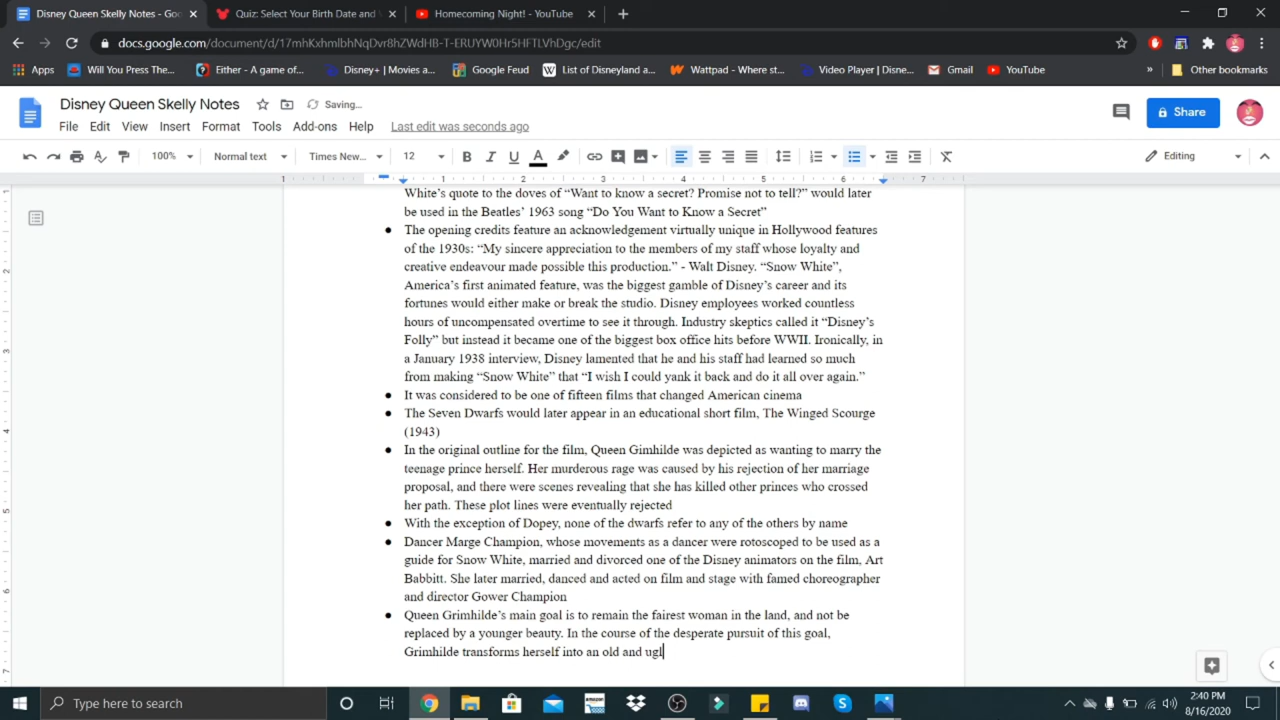 Disney Queen Skelly Notes - Goo
Quiz: Select Your Birth Date and
Homecoming Night! - YouTube
docs.google.com/document/d/17mhKxhmlbhNqDvr8hZWdHB-T-ERUYW0Hr5HFTLVhDgc/edit
Apps
Will You Press The...
Either - A game of...
Disney+ | Movies a...
Google Feud
List of Disneyland a...
Wattpad - Where st...
Video Player | Disne...
Gmail
YouTube
»
Other bookmarks
Disney Queen Skelly Notes
Saving...
File Edit View Insert Format Tools Add-ons Help Last edit was seconds ago
Share
100% Normal text Times New... 12 Editing
1 1 2 3 4 5 6 7
White’s quote to the doves of “Want to know a secret? Promise not to tell?” would later
be used in the Beatles’ 1963 song “Do You Want to Know a Secret”
● The opening credits feature an acknowledgement virtually unique in Hollywood features
of the 1930s: “My sincere appreciation to the members of my staff whose loyalty and
creative endeavour made possible this production.” - Walt Disney. “Snow White”,
America’s first animated feature, was the biggest gamble of Disney’s career and its
fortunes would either make or break the studio. Disney employees worked countless
hours of uncompensated overtime to see it through. Industry skeptics called it “Disney’s
Folly” but instead it became one of the biggest box office hits before WWII. Ironically, in
a January 1938 interview, Disney lamented that he and his staff had learned so much
from making “Snow White” that “I wish I could yank it back and do it all over again.”
● It was considered to be one of fifteen films that changed American cinema
● The Seven Dwarfs would later appear in an educational short film, The Winged Scourge
(1943)
● In the original outline for the film, Queen Gimhilde was depicted as wanting to marry the
teenage prince herself. Her murderous rage was caused by his rejection of her marriage
proposal, and there were scenes revealing that she has killed other princes who crossed
her path. These plot lines were eventually rejected
● With the exception of Dopey, none of the dwarfs refer to any of the others by name
● Dancer Marge Champion, whose movements as a dancer were rotoscoped to be used as a
guide for Snow White, married and divorced one of the Disney animators on the film, Art
Babbitt. She later married, danced and acted on film and stage with famed choreographer
and director Gower Champion
● Queen Grimhilde’s main goal is to remain the fairest woman in the land, and not be
replaced by a younger beauty. In the course of the desperate pursuit of this goal,
Grimhilde transforms herself into an old and ugl
Type here to search
2:40 PM
8/16/2020